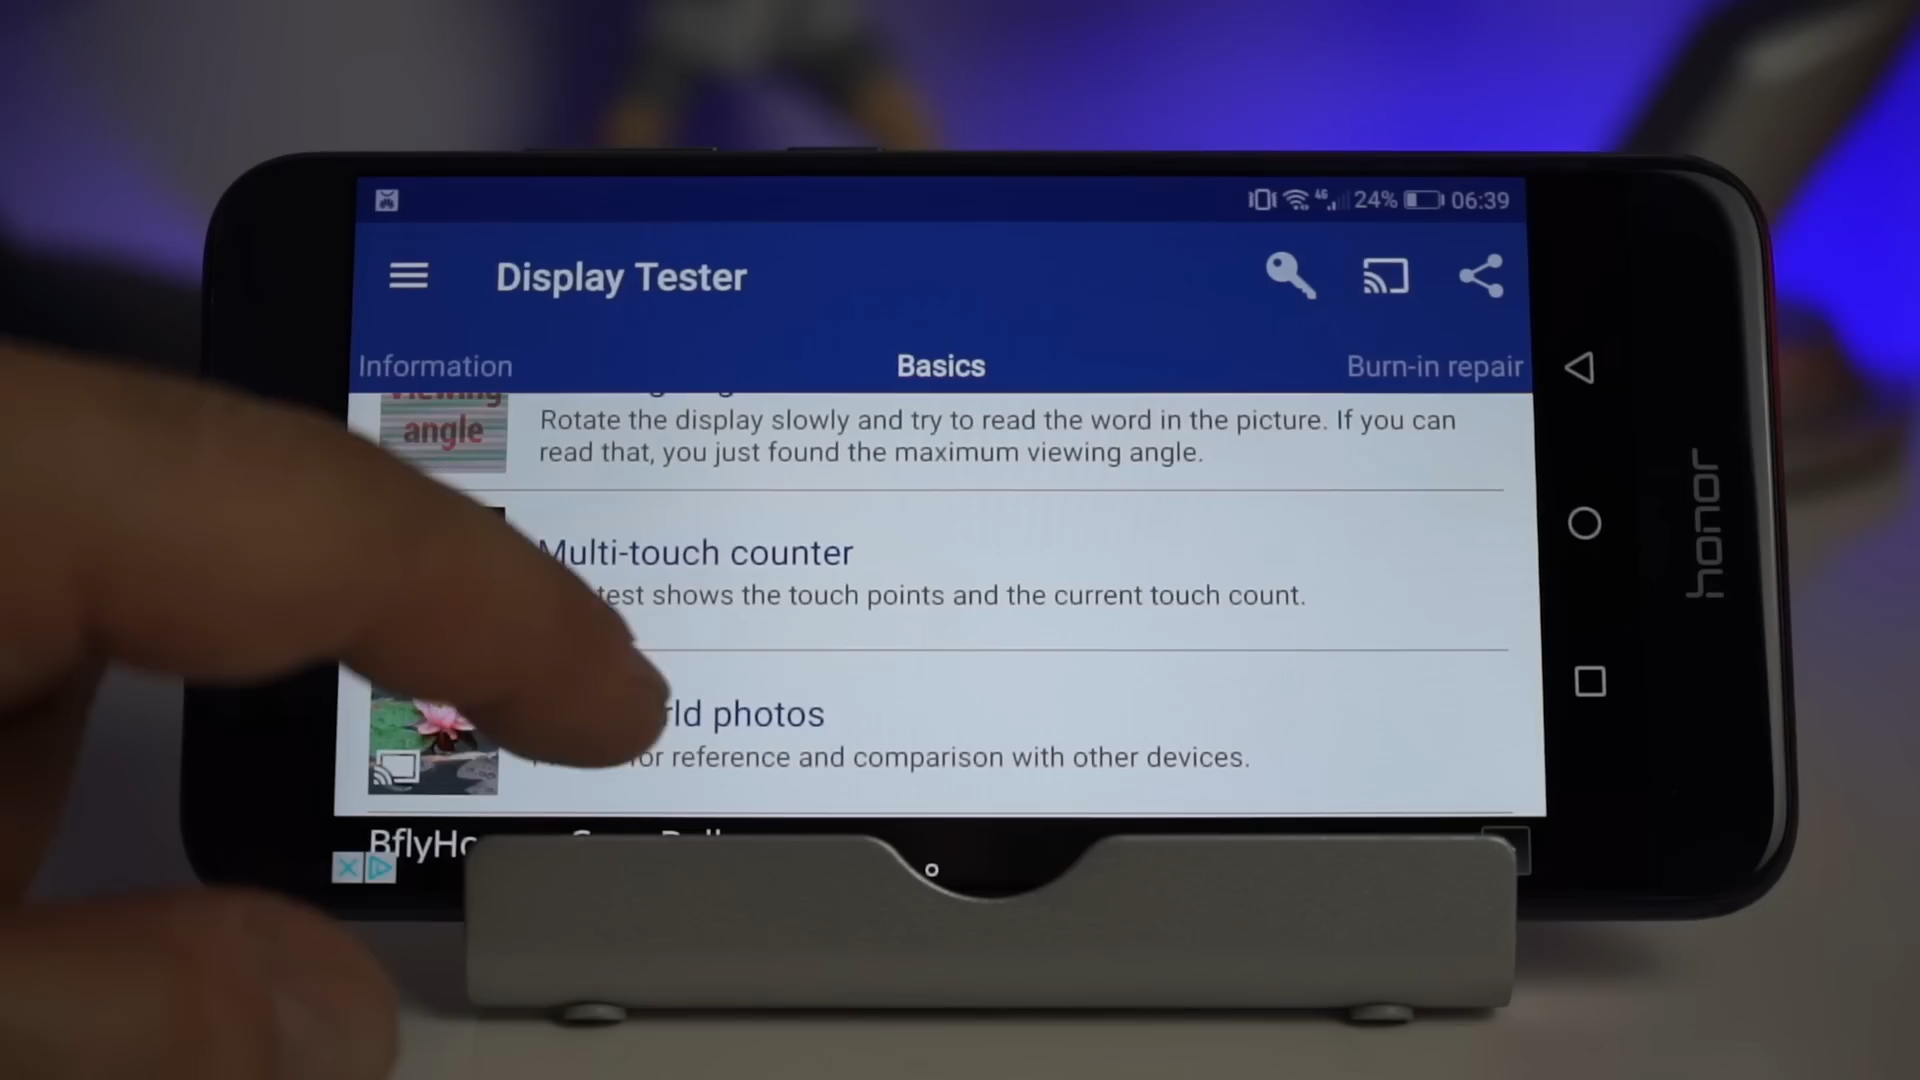 4G 24% 06:39
Display Tester
Information Basics Burn-in repair
viewing
angle
Rotate the display slowly and try to read the word in the picture. If you can
read that, you just found the maximum viewing angle.
Multi-touch counter
test shows the touch points and the current touch count.
photos
reference and comparison with other devices.
honor